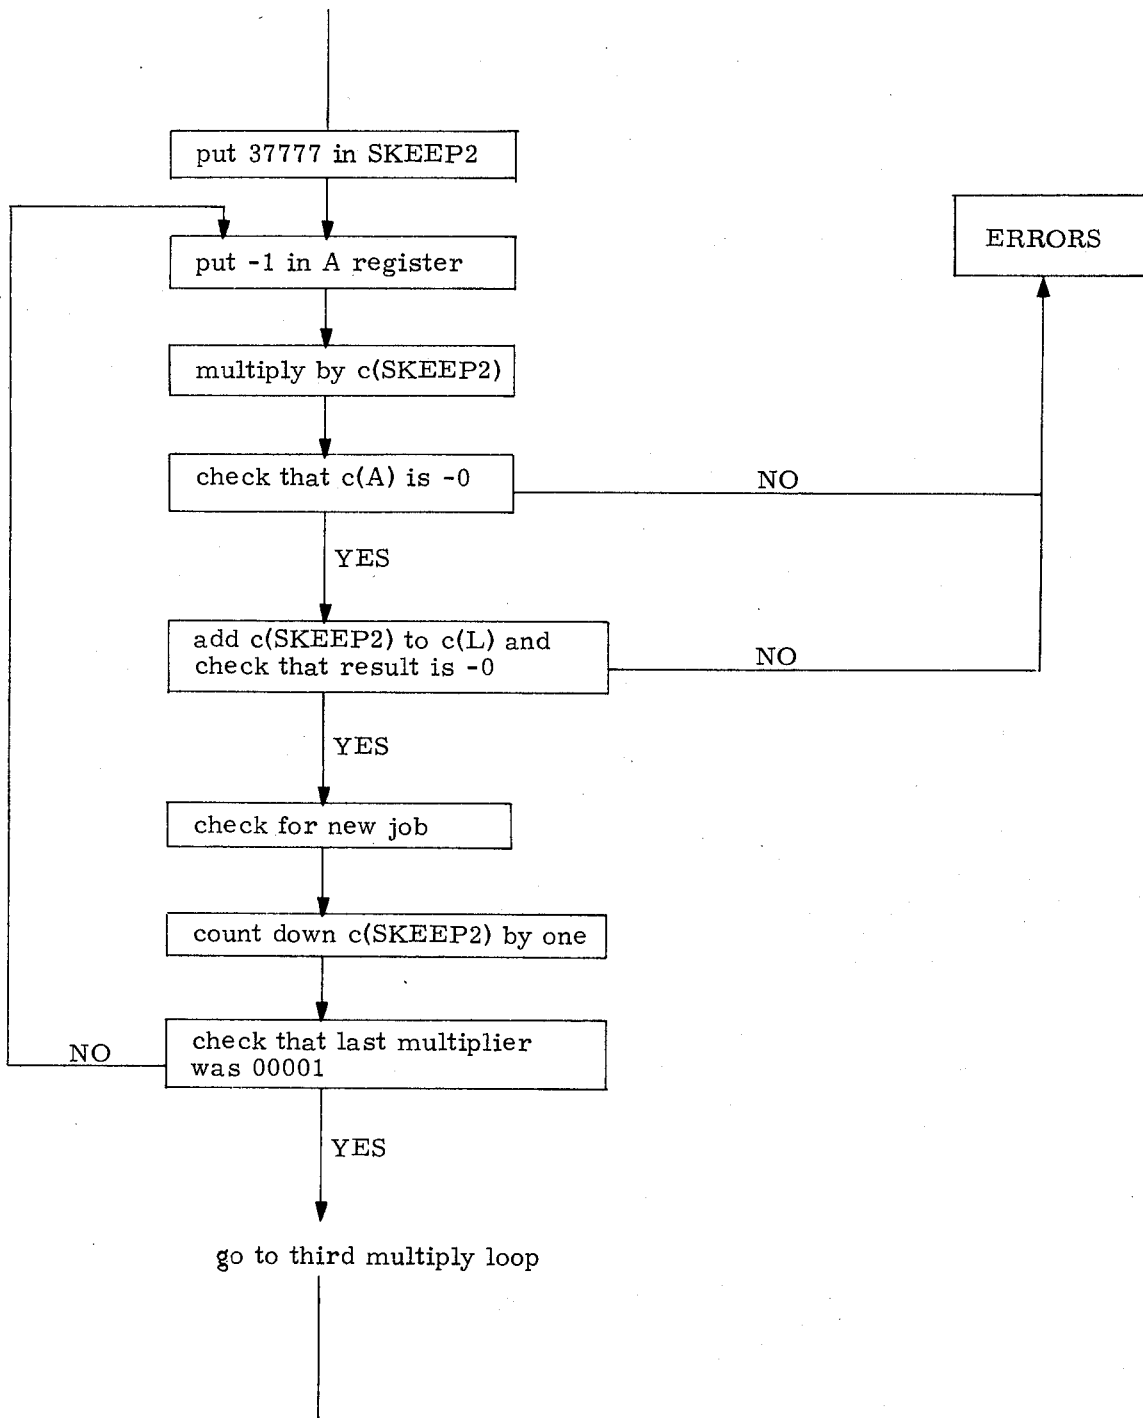 put 37777 in SKEEP2
ERRORS
put -1 in A register
multiply by c(SKEEP2)
check that c(A) is -0
NO
YES
add c(SKEEP2) to c(L) and
check that result is -0
NO
YES
check for new job
count down c(SKEEP2) by one
check that last multiplier
was 00001
NO
YES
go to third multiply loop